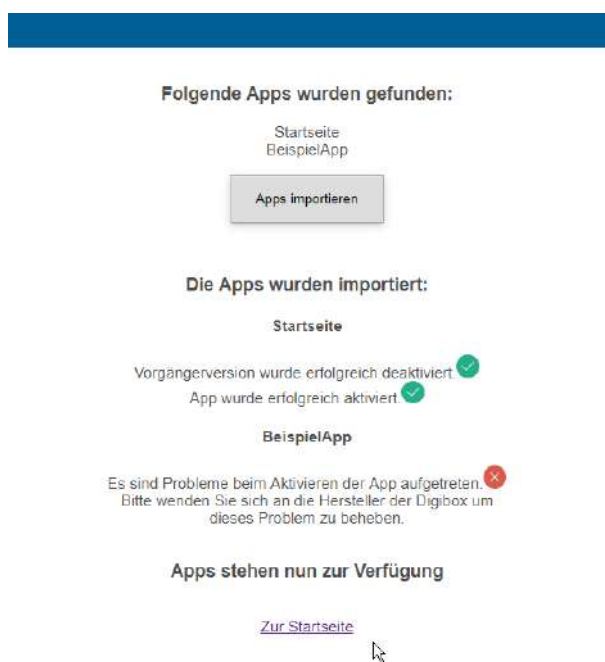 Folgende Apps wurden gefunden:
Startseite
BeispielApp
Apps importieren
Die Apps wurden importiert:
Startseite
Vorgängerversion wurde erfolgreich deaktiviert.
App wurde erfolgreich aktiviert.
BeispielApp
Es sind Probleme beim Aktivieren der App aufgetreten.
Bitte wenden Sie sich an die Hersteller der Digibox um
dieses Problem zu beheben.
Apps stehen nun zur Verfügung
Zur Startseite